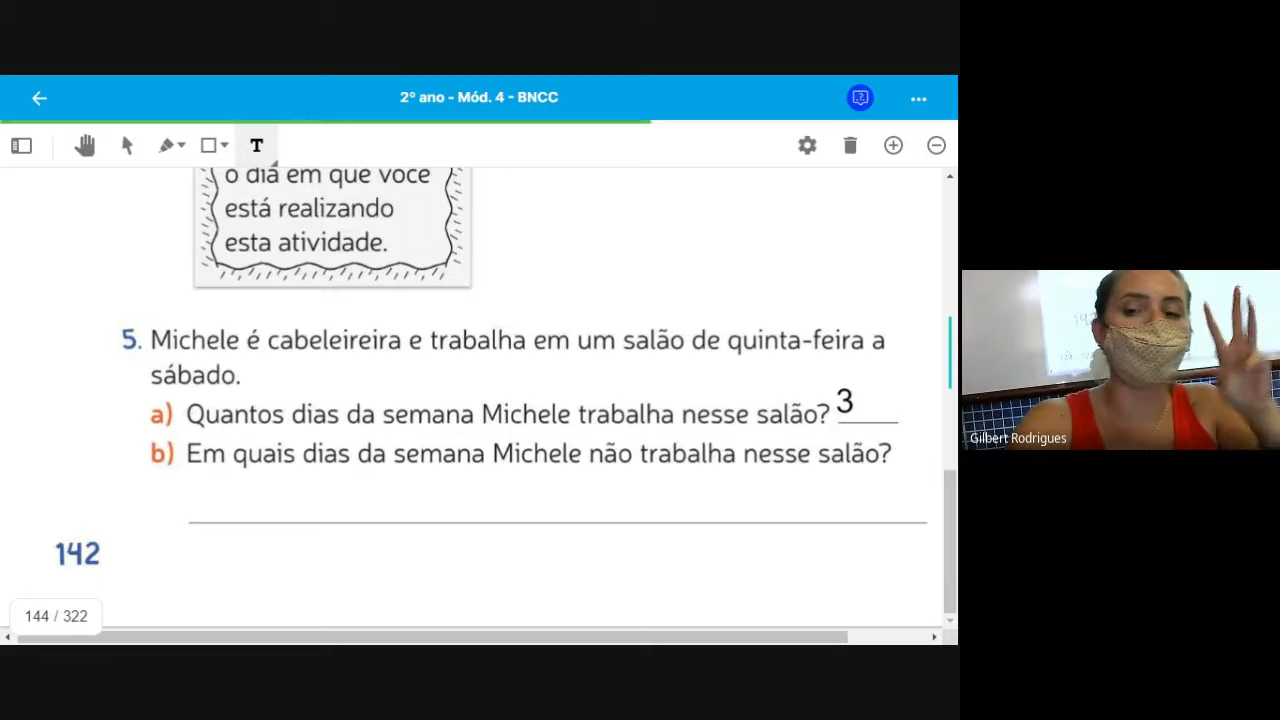 2º ano - Mód. 4 - BNCC
T
o dia em que você
está realizando
esta atividade.
5. Michele é cabeleireira e trabalha em um salão de quinta-feira a
sábado.
a) Quantos dias da semana Michele trabalha nesse salão? 3
b) Em quais dias da semana Michele não trabalha nesse salão?
142
144 / 322
Gilbert Rodrigues